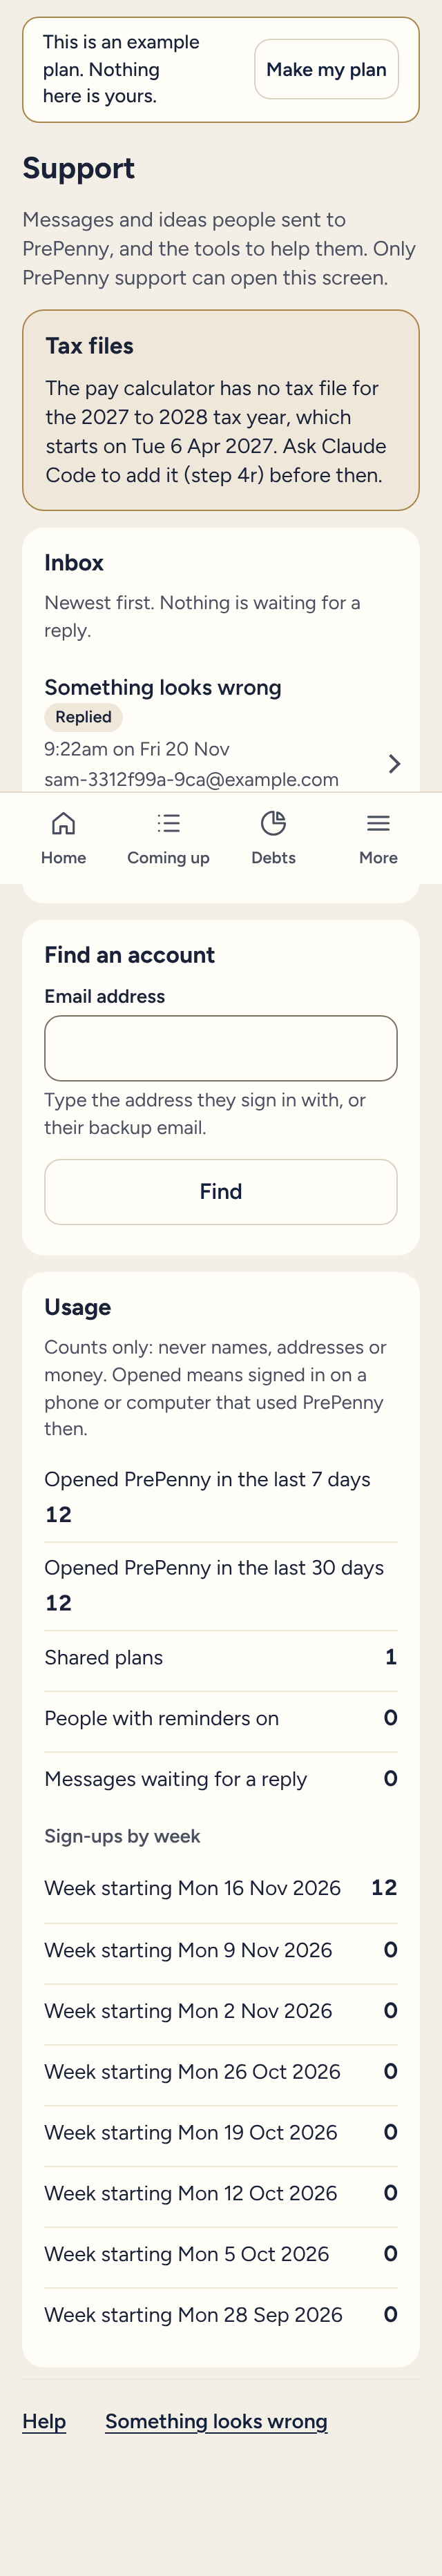 This is an example
plan. Nothing
here is yours.
Make my plan
Support
Messages and ideas people sent to
PrePenny, and the tools to help them. Only
PrePenny support can open this screen.
Tax files
The pay calculator has no tax file for
the 2027 to 2028 tax year, which
starts on Tue 6 Apr 2027. Ask Claude
Code to add it (step 4r) before then.
Inbox
Newest first. Nothing is waiting for a
reply.
Something looks wrong
Replied
9:22am on Fri 20 Nov
sam-3312f99a-9ca@example.com
Home
Coming up
Debts
More
Find an account
Email address
Type the address they sign in with, or
their backup email.
Find
Usage
Counts only: never names, addresses or
money. Opened means signed in on a
phone or computer that used PrePenny
then.
Opened PrePenny in the last 7 days
12
Opened PrePenny in the last 30 days
12
Shared plans 1
People with reminders on 0
Messages waiting for a reply 0
Sign-ups by week
Week starting Mon 16 Nov 2026 12
Week starting Mon 9 Nov 2026 0
Week starting Mon 2 Nov 2026 0
Week starting Mon 26 Oct 2026 0
Week starting Mon 19 Oct 2026 0
Week starting Mon 12 Oct 2026 0
Week starting Mon 5 Oct 2026 0
Week starting Mon 28 Sep 2026 0
Help
Something looks wrong